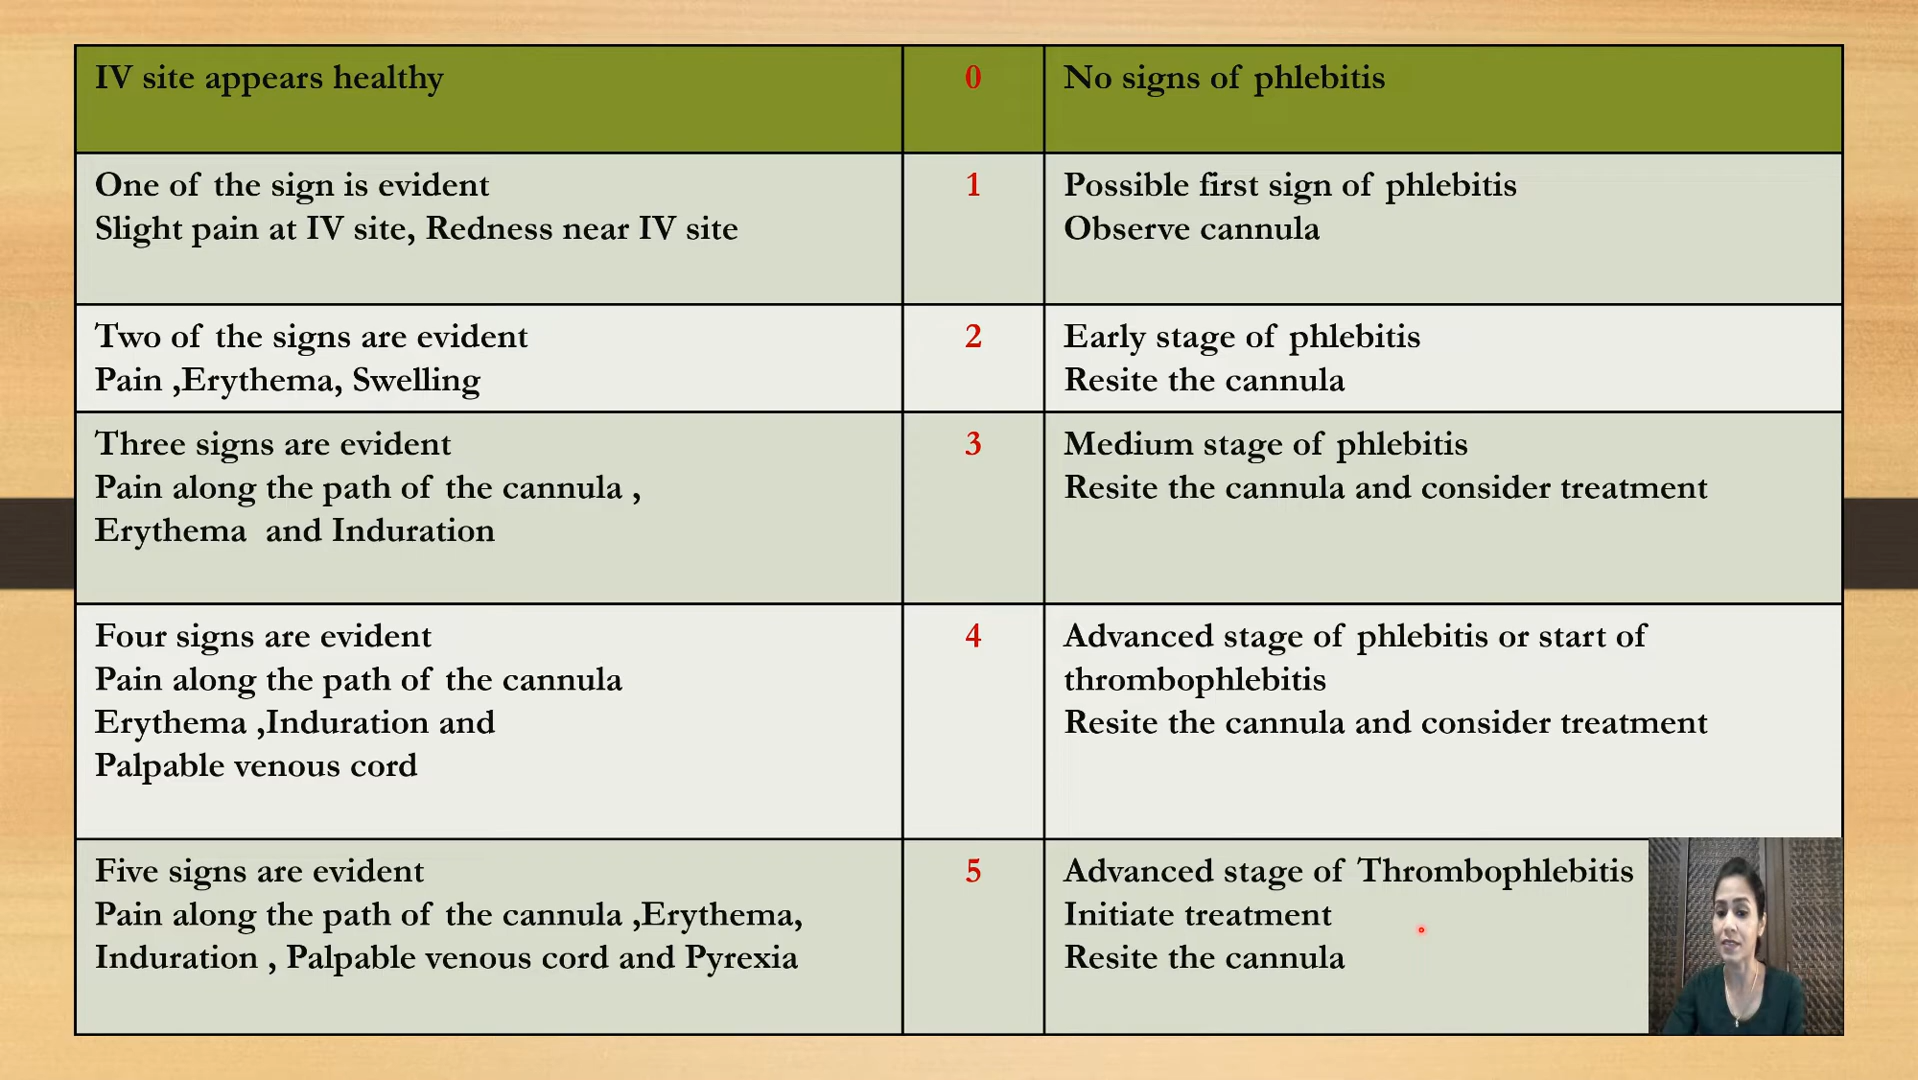 IV site appears healthy
0
No signs of phlebitis
One of the sign is evident
Slight pain at IV site, Redness near IV site
1
Possible first sign of phlebitis
Observe cannula
Two of the signs are evident
Pain ,Erythema, Swelling
2
Early stage of phlebitis
Resite the cannula
Three signs are evident
Pain along the path of the cannula ,
Erythema and Induration
3
Medium stage of phlebitis
Resite the cannula and consider treatment
Four signs are evident
Pain along the path of the cannula
Erythema ,Induration and
Palpable venous cord
4
Advanced stage of phlebitis or start of
thrombophlebitis
Resite the cannula and consider treatment
Five signs are evident
Pain along the path of the cannula ,Erythema,
Induration , Palpable venous cord and Pyrexia
5
Advanced stage of Thrombophlebitis
Initiate treatment
Resite the cannula